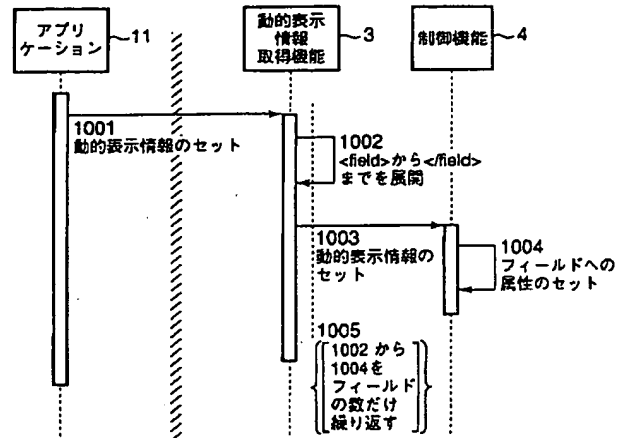 アプリ
ケーション
11
動的表示
情報
取得機能
3
制御機能
4
1001
動的表示情報のセット
1002
<field>から</field>
までを展開
1003
動的表示情報の
セット
1004
フィールドへの
属性のセット
1005
1002 から
1004を
フィールド
の数だけ
繰り返す